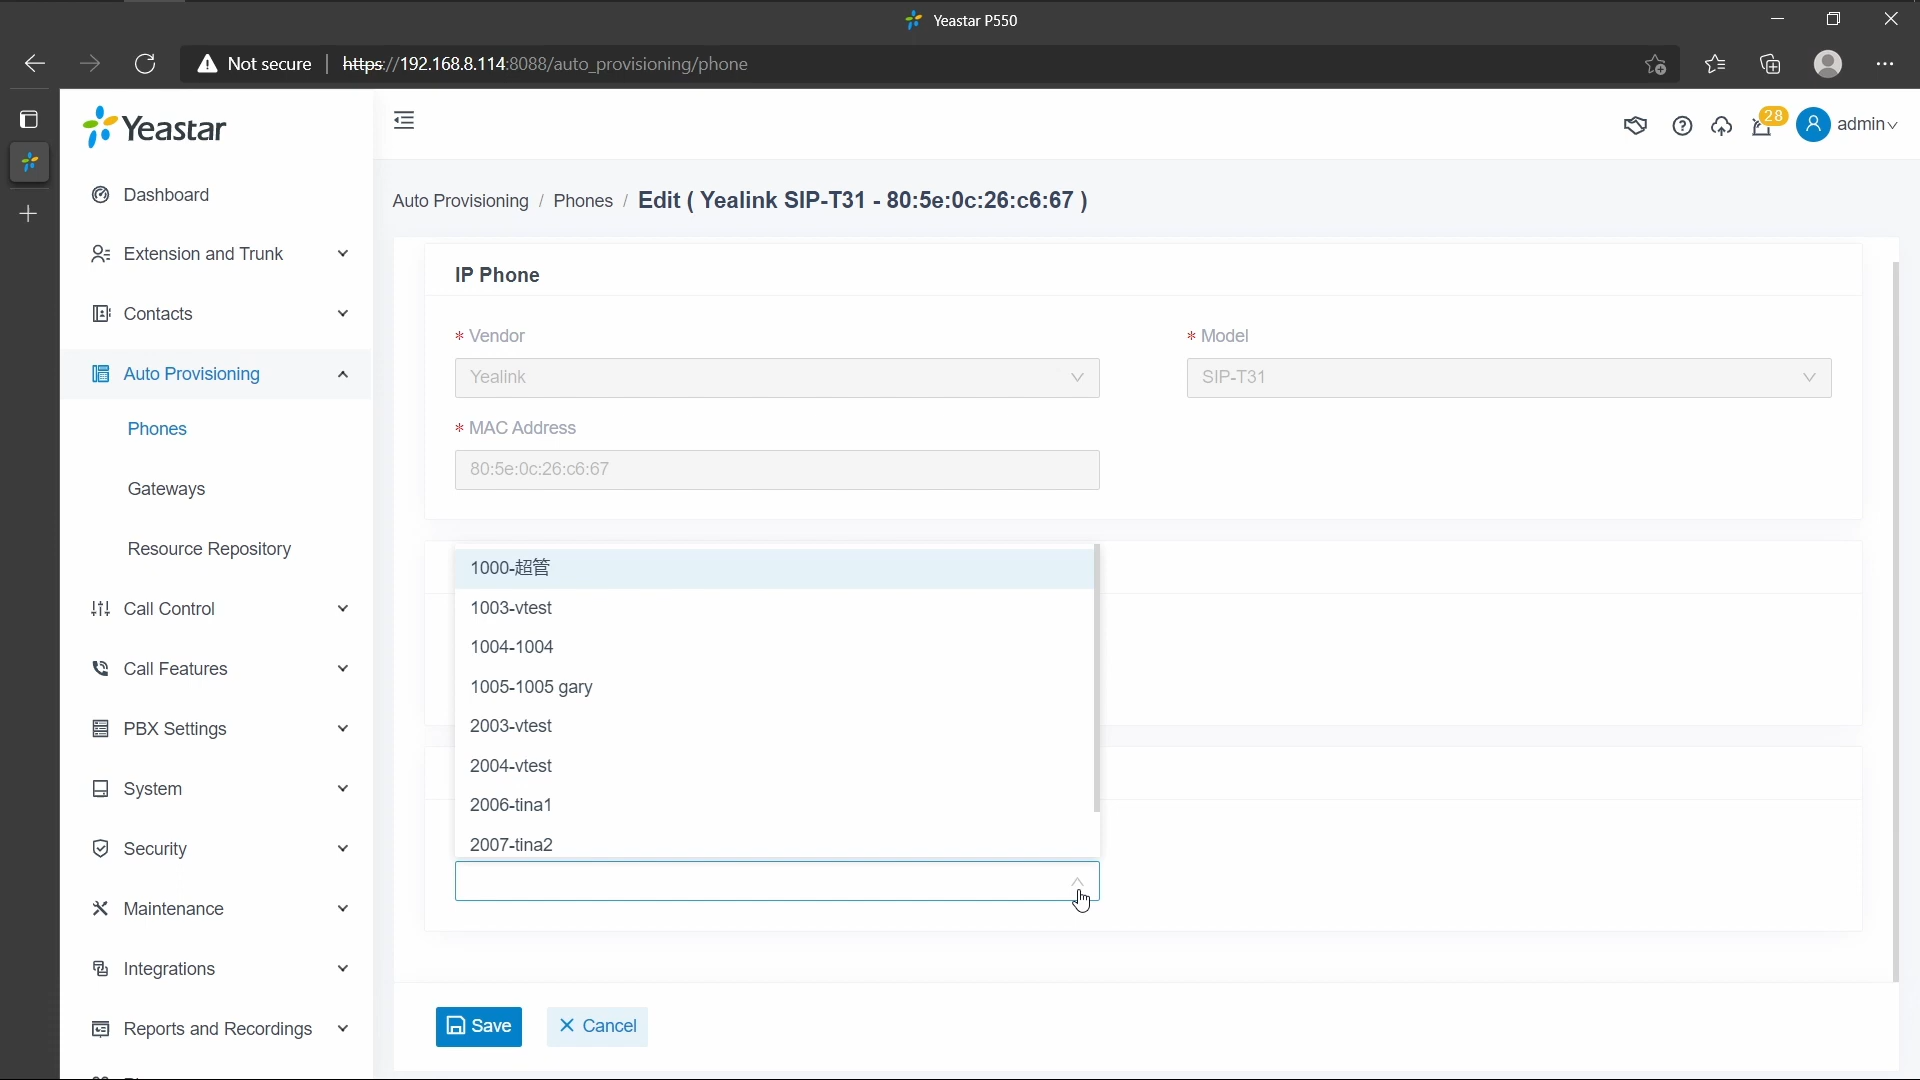 Yeastar P550
Not secure https://192.168.8.114:8088/auto_provisioning/phone
Yeastar
28
admin
Dashboard
Extension and Trunk
Contacts
Auto Provisioning
Phones
Gateways
Resource Repository
Call Control
Call Features
PBX Settings
System
Security
Maintenance
Integrations
Reports and Recordings
Auto Provisioning / Phones / Edit ( Yealink SIP-T31 - 80:5e:0c:26:c6:67 )
IP Phone
* Vendor
Yealink
* Model
SIP-T31
* MAC Address
80:5e:0c:26:c6:67
1000-超管
1003-vtest
1004-1004
1005-1005 gary
2003-vtest
2004-vtest
2006-tina1
2007-tina2
Save
Cancel